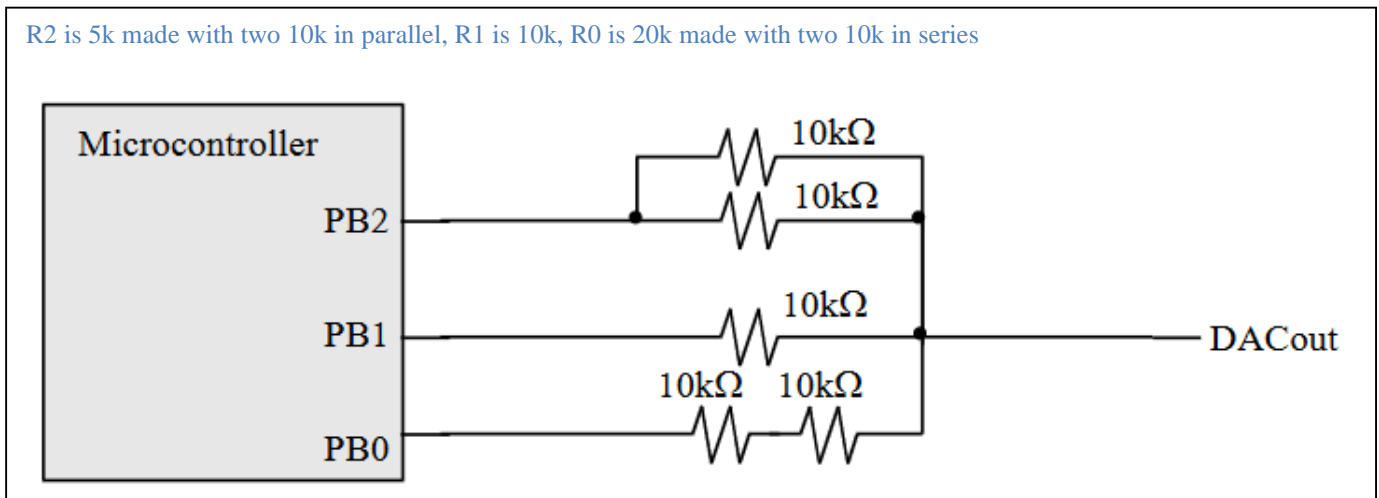 R2 is 5k made with two 10k in parallel, R1 is 10k, R0 is 20k made with two 10k in series
Microcontroller
10kΩ
10kΩ
PB2
10kΩ
PB1
DACout
10kΩ 10kΩ
PB0